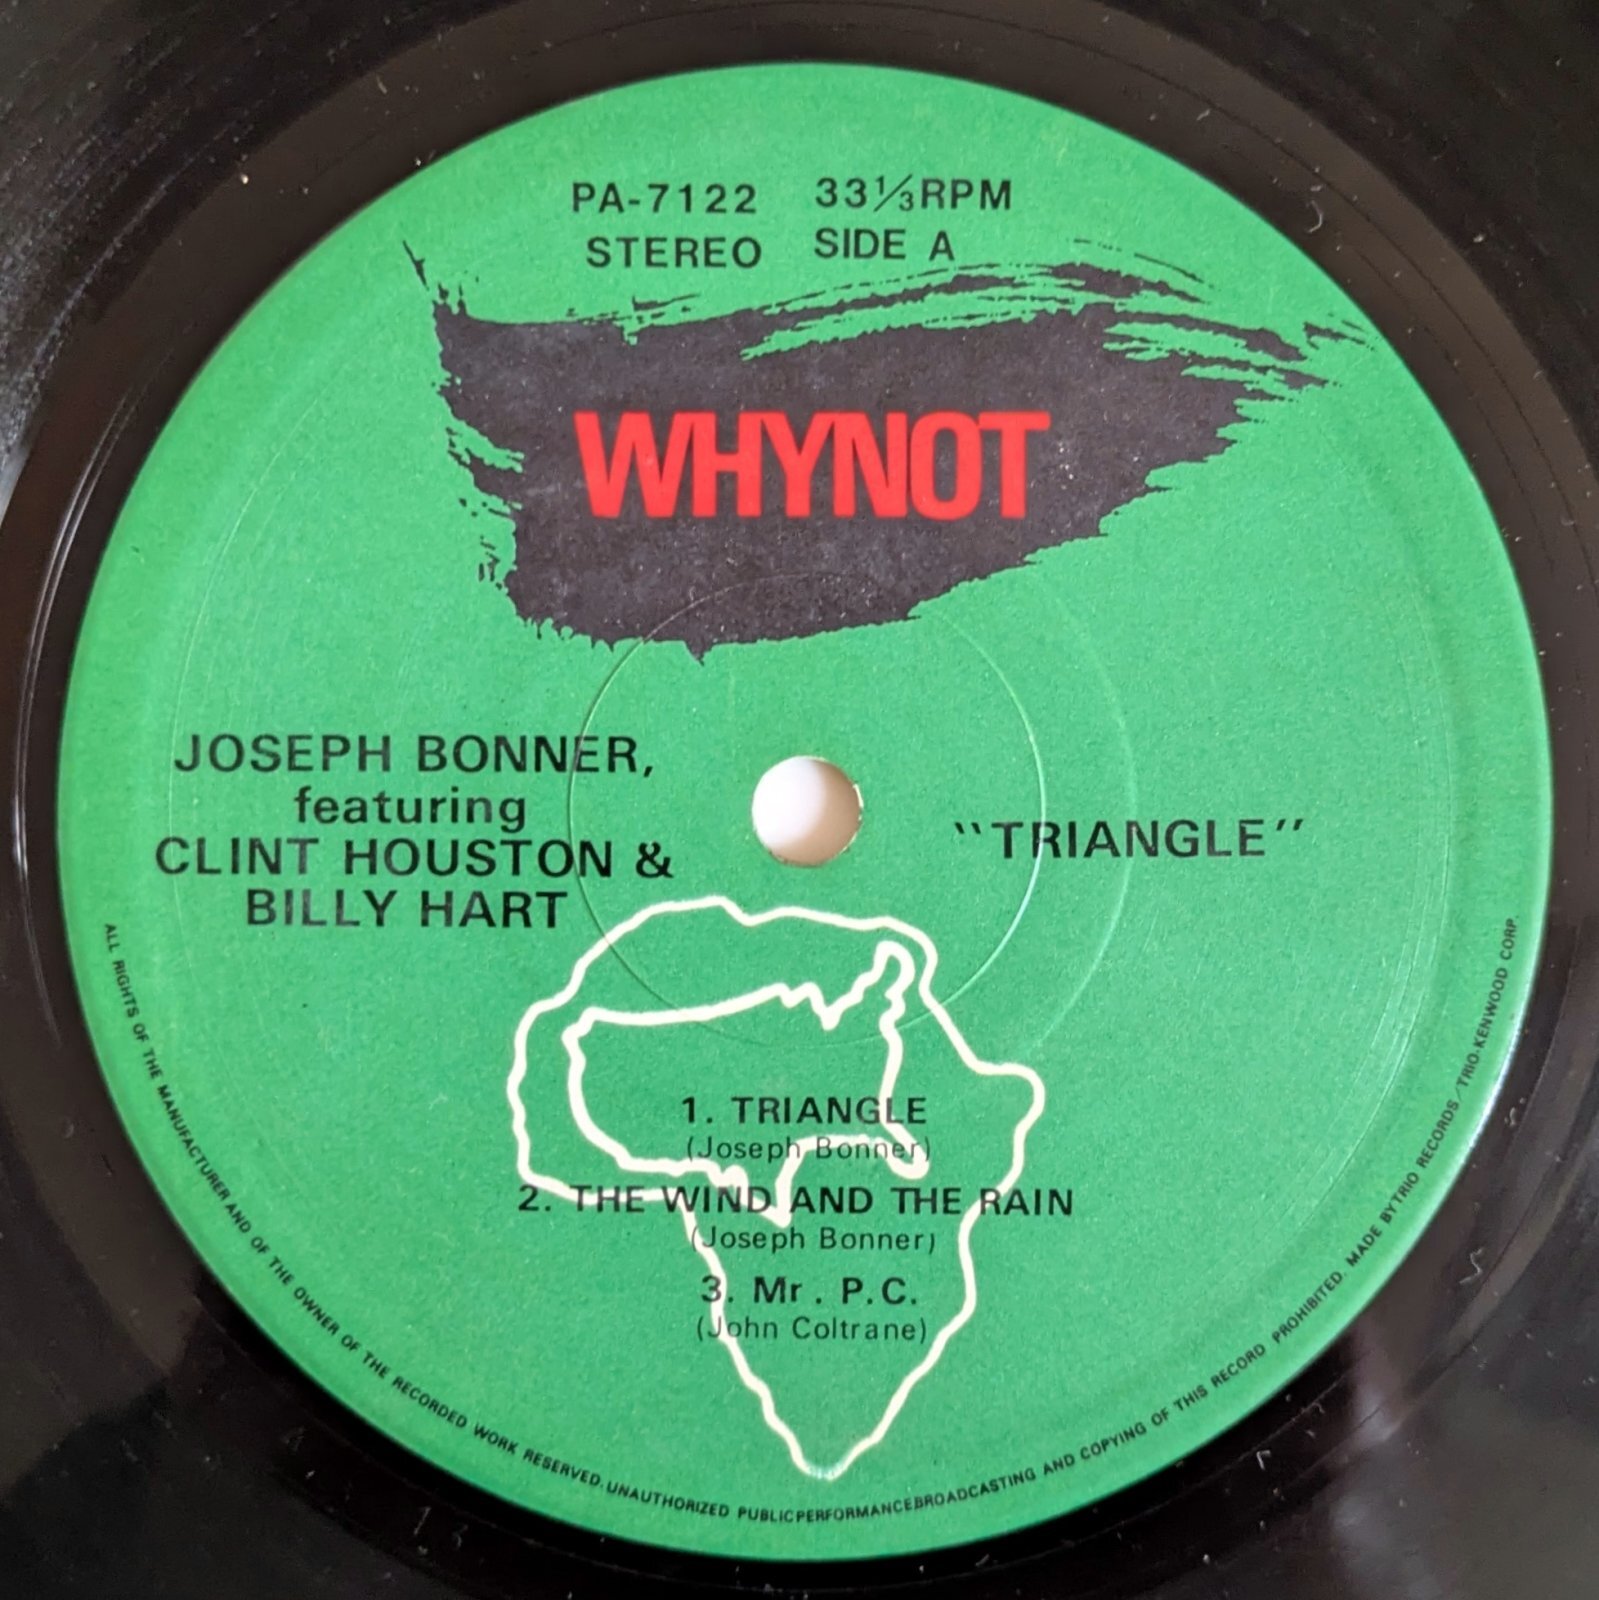 PA-7122 33⅓RPM
STEREO SIDE A
WHYNOT
JOSEPH BONNER,
featuring
CLINT HOUSTON &
BILLY HART
"TRIANGLE"
1. TRIANGLE
(Joseph Bonner)
2. THE WIND AND THE RAIN
(Joseph Bonner)
3. Mr. P.C.
(John Coltrane)
ALL RIGHTS OF THE MANUFACTURER AND OF THE OWNER OF THE RECORDED WORK RESERVED. UNAUTHORIZED PUBLICPERFORMANCEBROADCASTING AND COPYING OF THIS RECORD PROHIBITED. MADE BYTRIO RECORDS/TRIO-KENWOOD CORP.